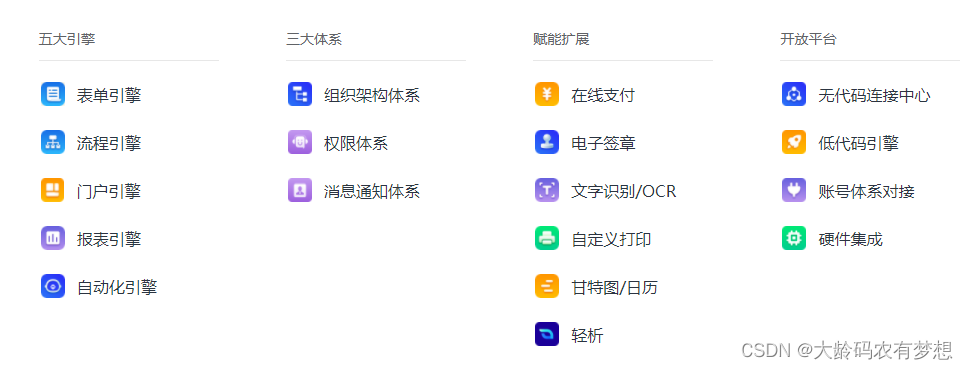 五大引擎
表单引擎
流程引擎
门户引擎
报表引擎
自动化引擎
三大体系
组织架构体系
权限体系
消息通知体系
赋能扩展
在线支付
电子签章
文字识别/OCR
自定义打印
甘特图/日历
轻析
开放平台
无代码连接中心
低代码引擎
账号体系对接
硬件集成
CSDN @大龄码农有梦想